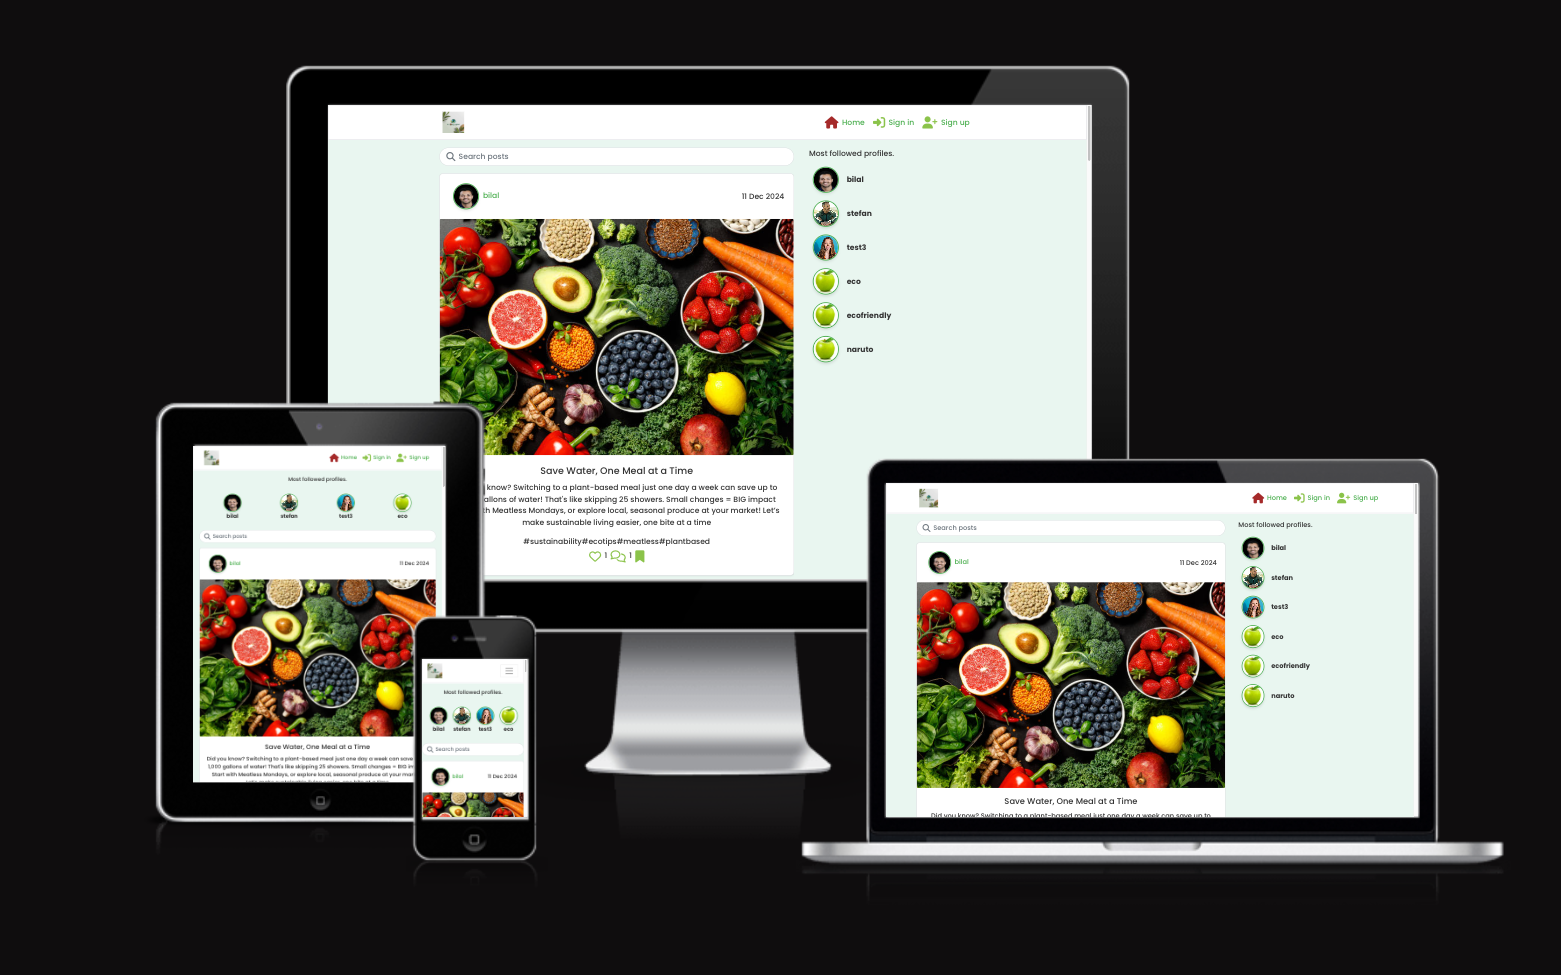 Home Sign in Sign up
Search posts
Most followed profiles.
bilal
11 Dec 2024
bilal
stefan
test3
eco
ecofriendly
naruto
Save Water, One Meal at a Time
know? Switching to a plant-based meal just one day a week can save up to
allons of water! That's like skipping 25 showers. Small changes = BIG impact
h Meatless Mondays, or explore local, seasonal produce at your market! Let's
make sustainable living easier, one bite at a time
#sustainability#ecotips#meatless#plantbased
1 1
Home Sign in Sign up
Most followed profiles.
bilal stefan test3 eco
Search posts
bilal
11 Dec 2024
Save Water, One Meal at a Time
Did you know? Switching to a plant-based meal just one day a week can save
1,000 gallons of water! That's like skipping 25 showers. Small changes = BIG im
Start with Meatless Mondays, or explore local, seasonal produce at your mar
Most followed profiles.
bilal stefan test3 eco
Search posts
bilal
11 Dec 2024
Home Sign in Sign up
Search posts
Most followed profiles.
bilal
11 Dec 2024
bilal
stefan
test3
eco
ecofriendly
naruto
Save Water, One Meal at a Time
Did you know? Switching to a plant-based meal just one day a week can save up to